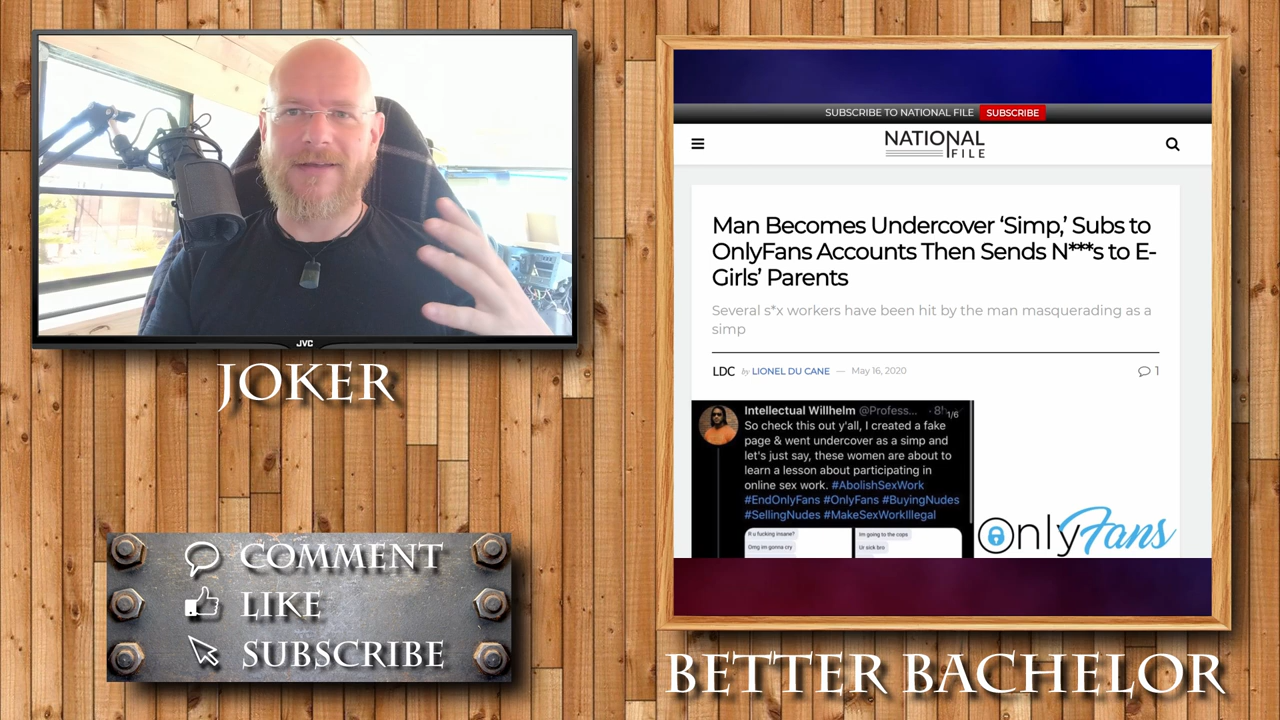 JVC
JOKER
COMMENT
LIKE
SUBSCRIBE
SUBSCRIBE TO NATIONAL FILE SUBSCRIBE
NATIONAL
FILE
Man Becomes Undercover ‘Simp,’ Subs to
OnlyFans Accounts Then Sends N***s to E-
Girls’ Parents
Several s*x workers have been hit by the man masquerading as a
simp
LDC by LIONEL DU CANE — May 16, 2020 1
Intellectual Willhelm @Profess... · 8h 1/6
So check this out y'all, I created a fake
page & went undercover as a simp and
let's just say, these women are about to
learn a lesson about participating in
online sex work. #AbolishSexWork
#EndOnlyFans #OnlyFans #BuyingNudes
#SellingNudes #MakeSexWorkIllegal
K u fucking insane?
Omg im gonna cry
Im going to the cops
Ur sick bro
OnlyFans
BETTER BACHELOR